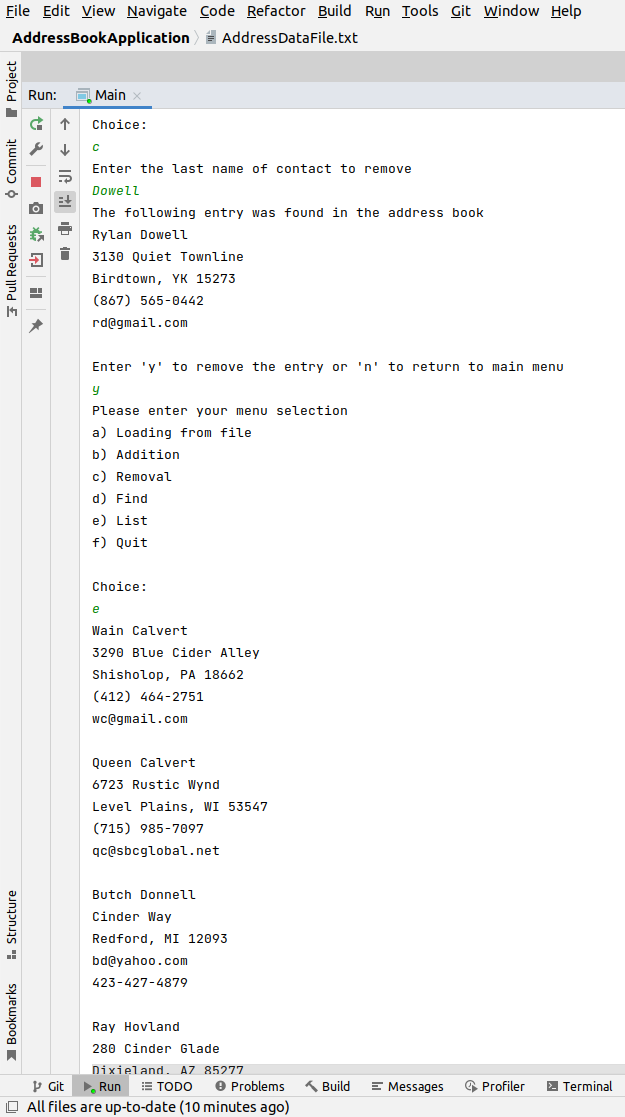 File Edit View Navigate Code Refactor Build Run Tools Git Window Help
AddressBookApplication AddressDataFile.txt
Project
Commit
Pull Requests
Structure
Bookmarks
Run: Main
Choice:
c
Enter the last name of contact to remove
Dowell
The following entry was found in the address book
Rylan Dowell
3130 Quiet Townline
Birdtown, YK 15273
(867) 565-0442
rd@gmail.com
Enter 'y' to remove the entry or 'n' to return to main menu
y
Please enter your menu selection
a) Loading from file
b) Addition
c) Removal
d) Find
e) List
f) Quit
Choice:
e
Wain Calvert
3290 Blue Cider Alley
Shisholop, PA 18662
(412) 464-2751
wc@gmail.com
Queen Calvert
6723 Rustic Wynd
Level Plains, WI 53547
(715) 985-7097
qc@sbcglobal.net
Butch Donnell
Cinder Way
Redford, MI 12093
bd@yahoo.com
423-427-4879
Ray Hovland
280 Cinder Glade
Dixieland, AZ 85277
Git Run TODO Problems Build Messages Profiler Terminal
All files are up-to-date (10 minutes ago)